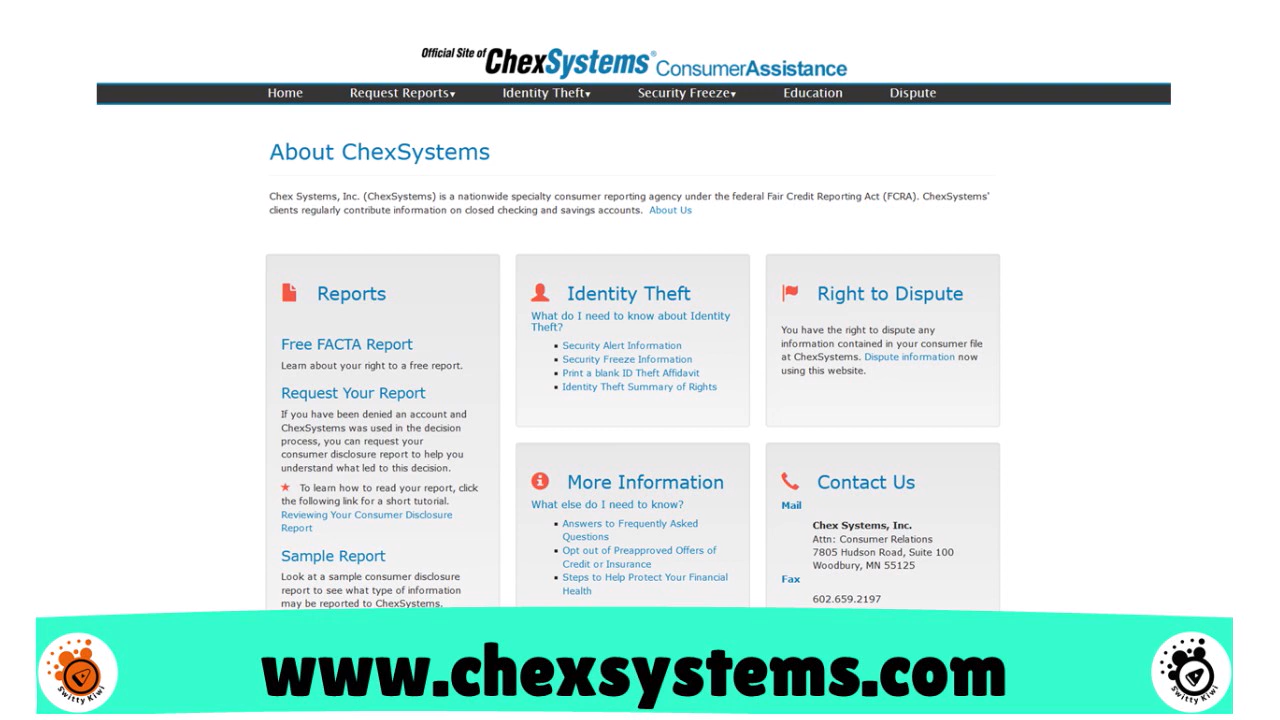 Official Site of ChexSystems® ConsumerAssistance
Home Request Reports▾ Identity Theft▾ Security Freeze▾ Education Dispute
About ChexSystems
Chex Systems, Inc. (ChexSystems) is a nationwide specialty consumer reporting agency under the federal Fair Credit Reporting Act (FCRA). ChexSystems’
clients regularly contribute information on closed checking and savings accounts. About Us
Reports
Free FACTA Report
Learn about your right to a free report.
Request Your Report
If you have been denied an account and
ChexSystems was used in the decision
process, you can request your
consumer disclosure report to help you
understand what led to this decision.
★ To learn how to read your report, click
the following link for a short tutorial.
Reviewing Your Consumer Disclosure
Report
Sample Report
Look at a sample consumer disclosure
report to see what type of information
may be reported to ChexSystems.
Identity Theft
What do I need to know about Identity
Theft?
▪ Security Alert Information
▪ Security Freeze Information
▪ Print a blank ID Theft Affidavit
▪ Identity Theft Summary of Rights
Right to Dispute
You have the right to dispute any
information contained in your consumer file
at ChexSystems. Dispute information now
using this website.
More Information
What else do I need to know?
▪ Answers to Frequently Asked
Questions
▪ Opt out of Preapproved Offers of
Credit or Insurance
▪ Steps to Help Protect Your Financial
Health
Contact Us
Mail
Chex Systems, Inc.
Attn: Consumer Relations
7805 Hudson Road, Suite 100
Woodbury, MN 55125
Fax
602.659.2197
Switty Kiwi
www.chexsystems.com
Switty Kiwi